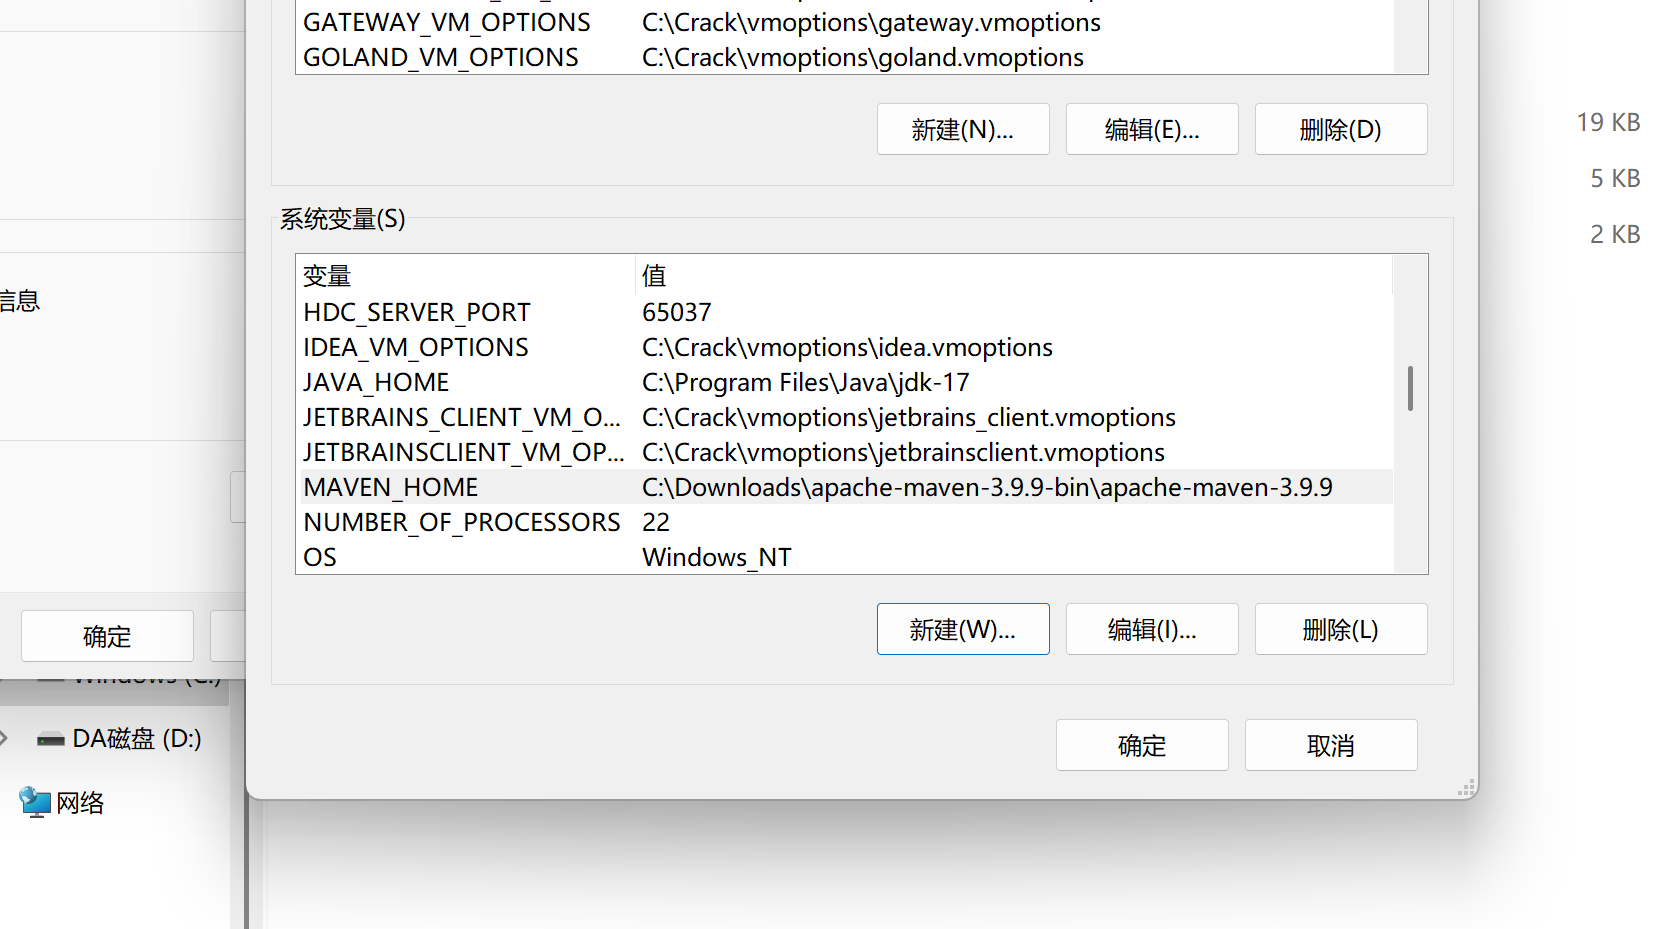 GATEWAY_VM_OPTIONS C:\Crack\vmoptions\gateway.vmoptions
GOLAND_VM_OPTIONS C:\Crack\vmoptions\goland.vmoptions
新建(N)... 编辑(E)... 删除(D)
19 KB
5 KB
2 KB
系统变量(S)
变量 值
信息
HDC_SERVER_PORT 65037
IDEA_VM_OPTIONS C:\Crack\vmoptions\idea.vmoptions
JAVA_HOME C:\Program Files\Java\jdk-17
JETBRAINS_CLIENT_VM_O... C:\Crack\vmoptions\jetbrains_client.vmoptions
JETBRAINSCLIENT_VM_OP... C:\Crack\vmoptions\jetbrainsclient.vmoptions
MAVEN_HOME C:\Downloads\apache-maven-3.9.9-bin\apache-maven-3.9.9
NUMBER_OF_PROCESSORS 22
OS Windows_NT
新建(W)... 编辑(I)... 删除(L)
确定
Windows (C:)
DA磁盘 (D:)
网络
确定 取消